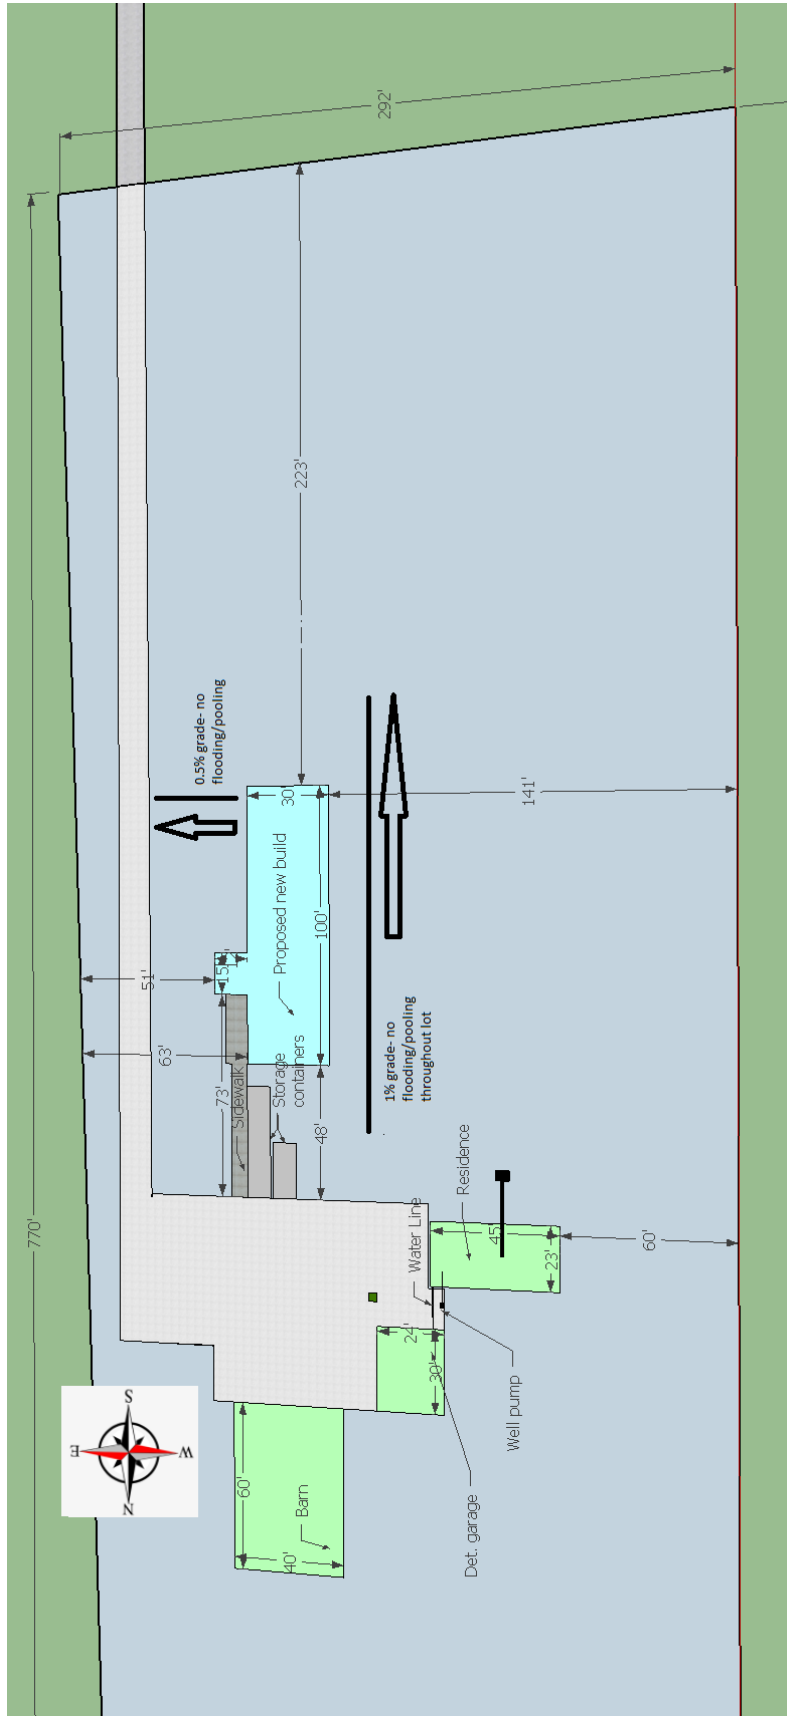 292'
223'
0.5% grade- no
flooding/pooling
30'
141'
Proposed new build
100'
15'
51'
63'
73'
Sidewalk
Storage
containers
48'
1% grade- no
flooding/pooling
throughout lot
Residence
Water Line
45'
23'
60'
770'
24'
30'
Well pump
Det. garage
S
E
W
N
60'
Barn
40'